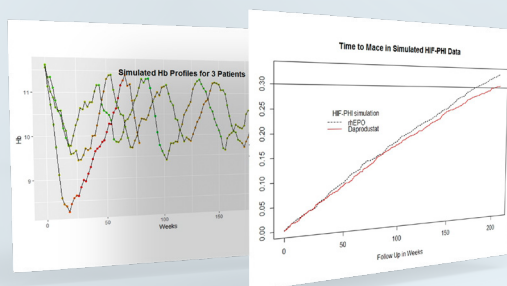 Simulated Hb Profiles for 3 Patients
11
10
9
Hb
0
50
100
150
Weeks
Time to Mace in Simulated HIF-PHI Data
0.30
0.25
0.20
0.15
0.10
0.05
0.00
HIF-PHI simulation
rhEPO
Daprodustat
0
50
100
150
200
Follow Up in Weeks